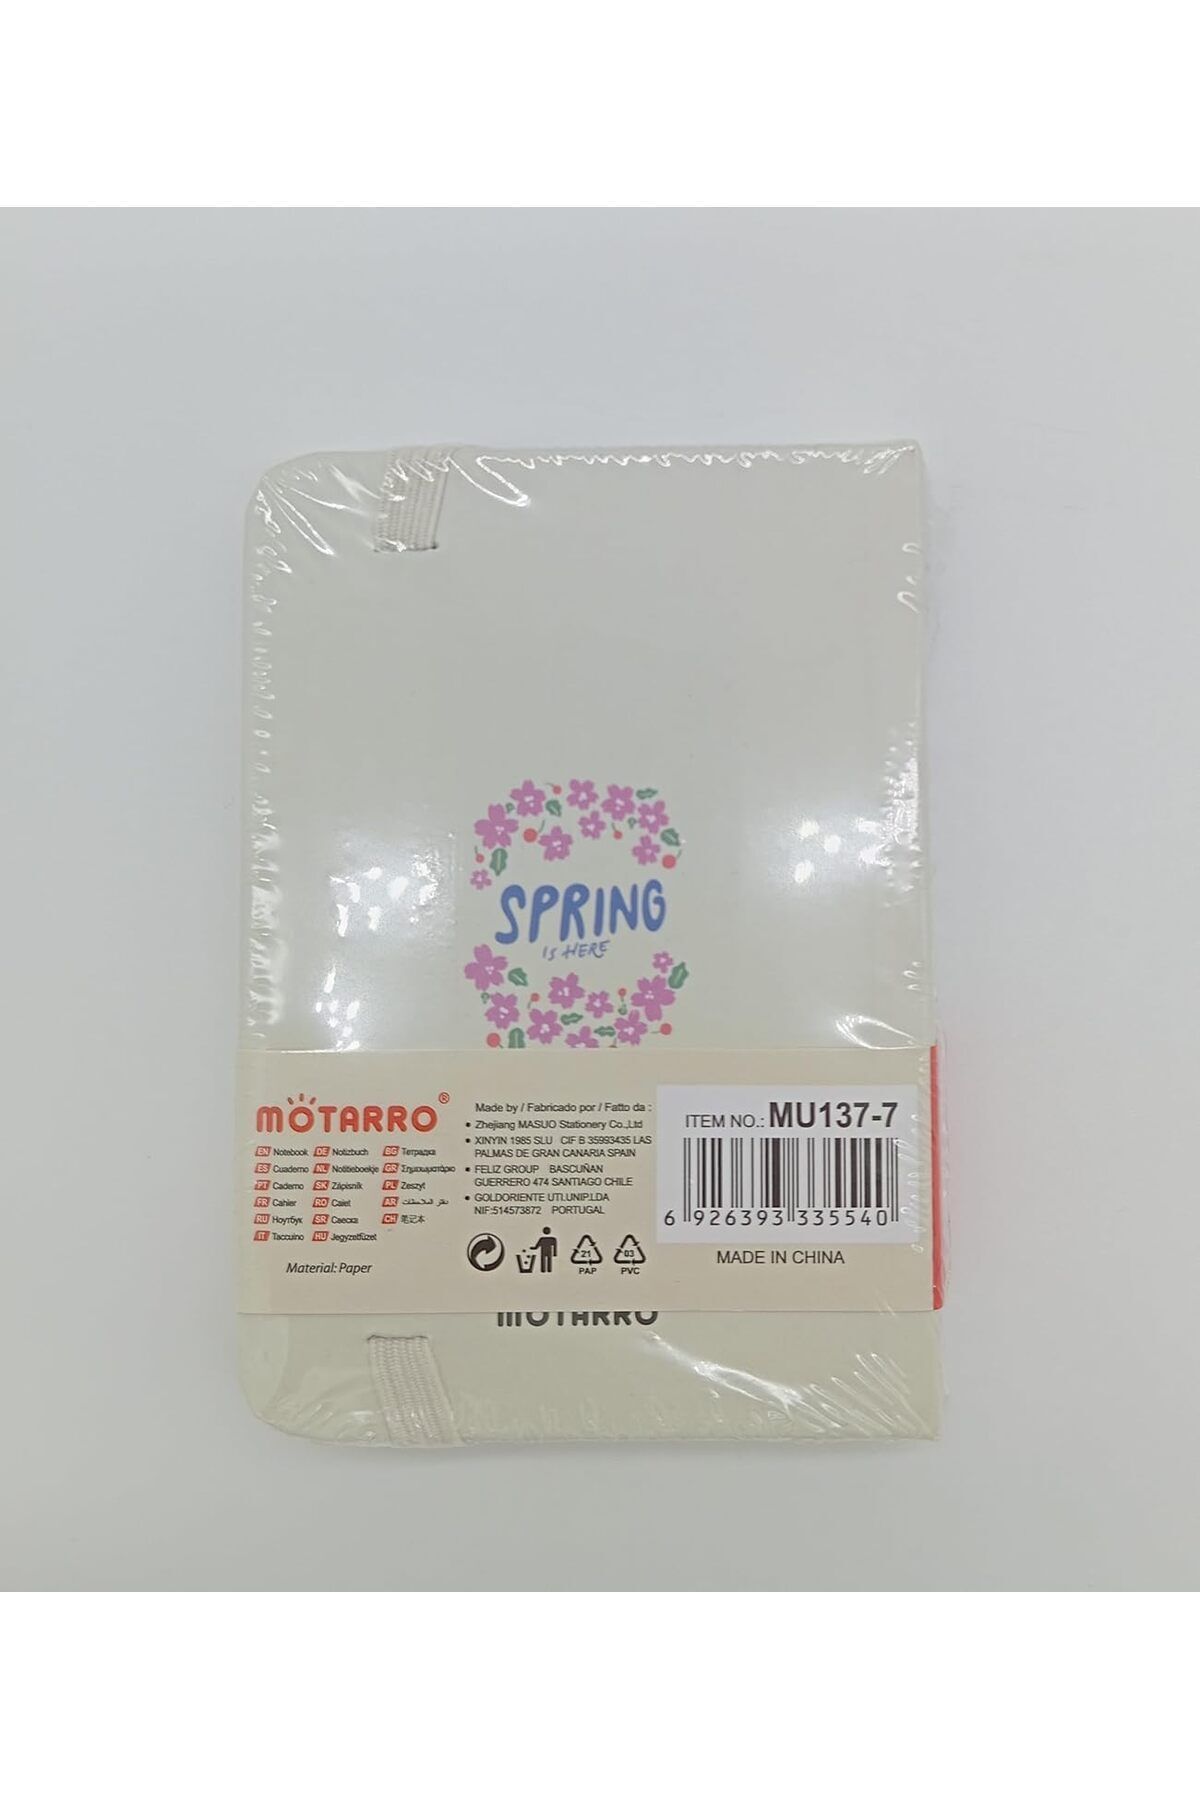 SPRING
IS HERE
MOTARRO®
EN Notebook DE Notizbuch BG Тетрадка
ES Cuaderno NL Notitieboekje GR Σημειωματάριο
PT Caderno SK Zápisník PL Zeszyt
FR Cahier RO Caiet AR دفتر الملاحظات
RU Ноутбук SR Свеска CH 笔记本
IT Taccuino HU Jegyzetfüzet
Material: Paper
Made by / Fabricado por / Fatto da :
• Zhejiang MASUO Stationery Co.,Ltd
• XINYIN 1985 SLU CIF B 35993435 LAS
PALMAS DE GRAN CANARIA SPAIN
• FELIZ GROUP BASCUÑAN
GUERRERO 474 SANTIAGO CHILE
• GOLDORIENTE UTI.UNIP.LDA
NIF:514573872 PORTUGAL
21
PAP
03
PVC
ITEM NO.: MU137-7
6 926393 335540
MADE IN CHINA
MOTARRO